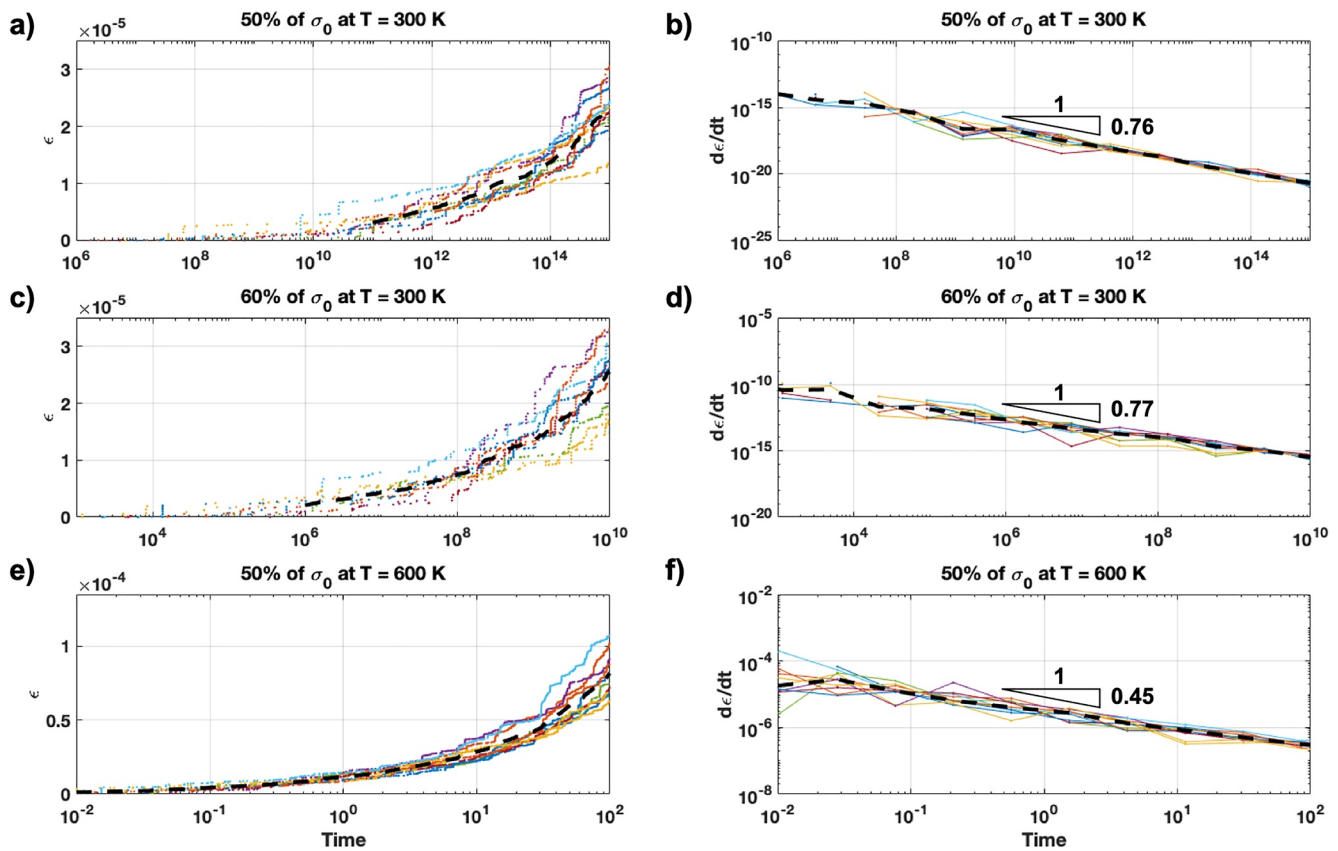 a)
50% of σ₀ at T = 300 K
×10⁻⁵
3
2
1
0
ϵ
10⁶ 10⁸ 10¹⁰ 10¹² 10¹⁴
b)
50% of σ₀ at T = 300 K
10⁻¹⁰
10⁻¹⁵
10⁻²⁰
10⁻²⁵
dϵ/dt
1
0.76
10⁶ 10⁸ 10¹⁰ 10¹² 10¹⁴
c)
60% of σ₀ at T = 300 K
×10⁻⁵
3
2
1
0
ϵ
10⁴ 10⁶ 10⁸ 10¹⁰
d)
60% of σ₀ at T = 300 K
10⁻⁵
10⁻¹⁰
10⁻¹⁵
10⁻²⁰
dϵ/dt
1
0.77
10⁴ 10⁶ 10⁸ 10¹⁰
e)
50% of σ₀ at T = 600 K
×10⁻⁴
1
0.5
0
ϵ
10⁻² 10⁻¹ 10⁰ 10¹ 10²
Time
f)
50% of σ₀ at T = 600 K
10⁻²
10⁻⁴
10⁻⁶
10⁻⁸
dϵ/dt
1
0.45
10⁻² 10⁻¹ 10⁰ 10¹ 10²
Time